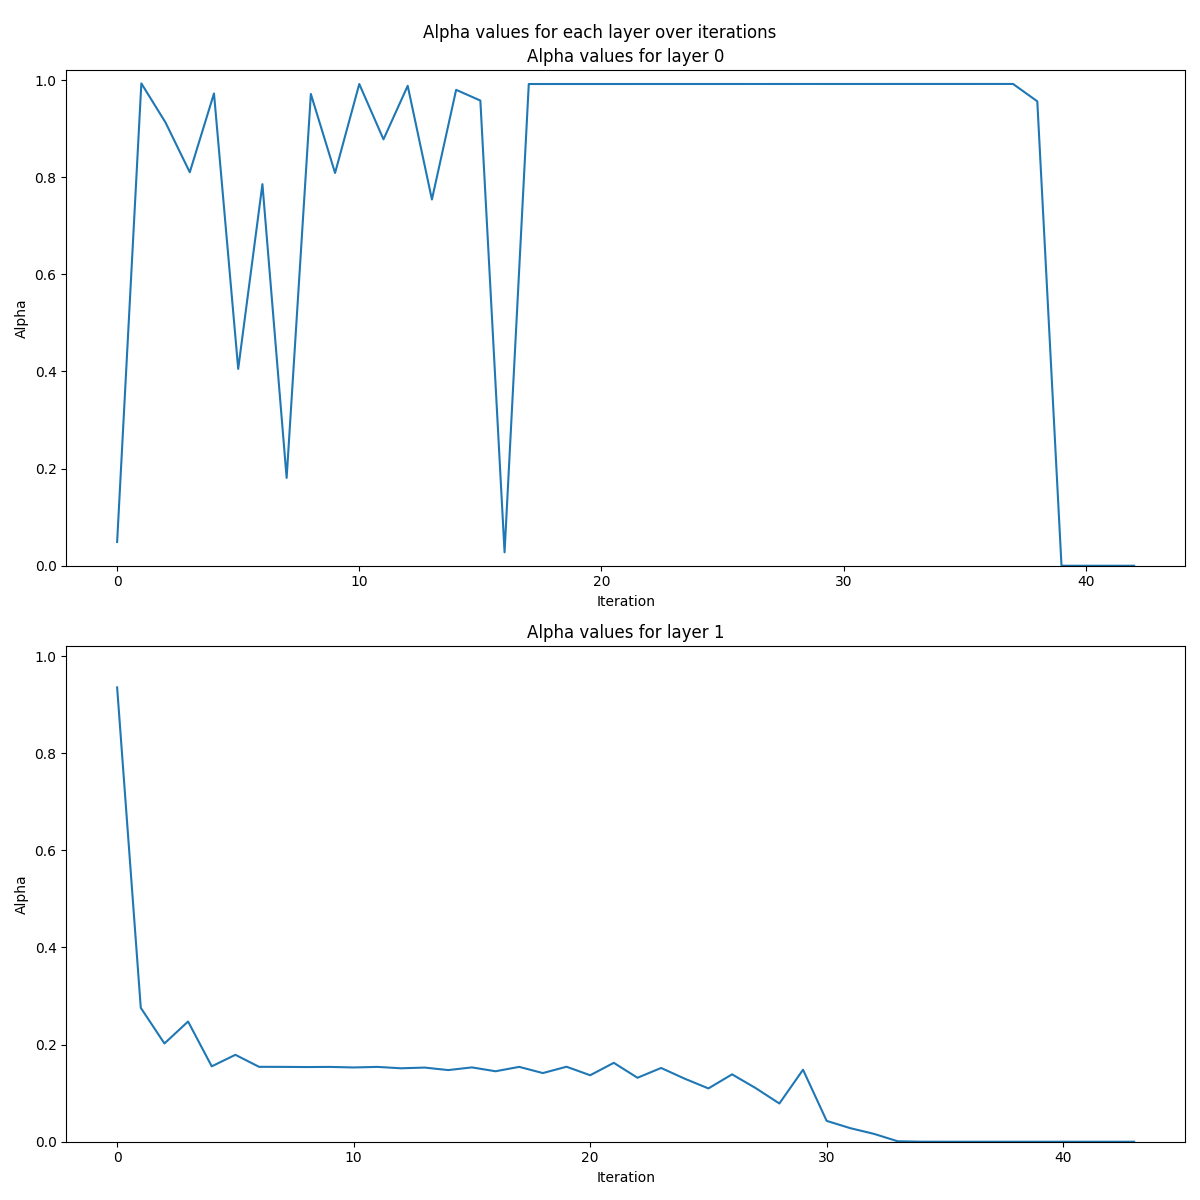 Alpha values for each layer over iterations
Alpha values for layer 0
1.0
0.8
0.6
0.4
0.2
0.0
Alpha
0 10 20 30 40
Iteration
Alpha values for layer 1
1.0
0.8
0.6
0.4
0.2
0.0
Alpha
0 10 20 30 40
Iteration